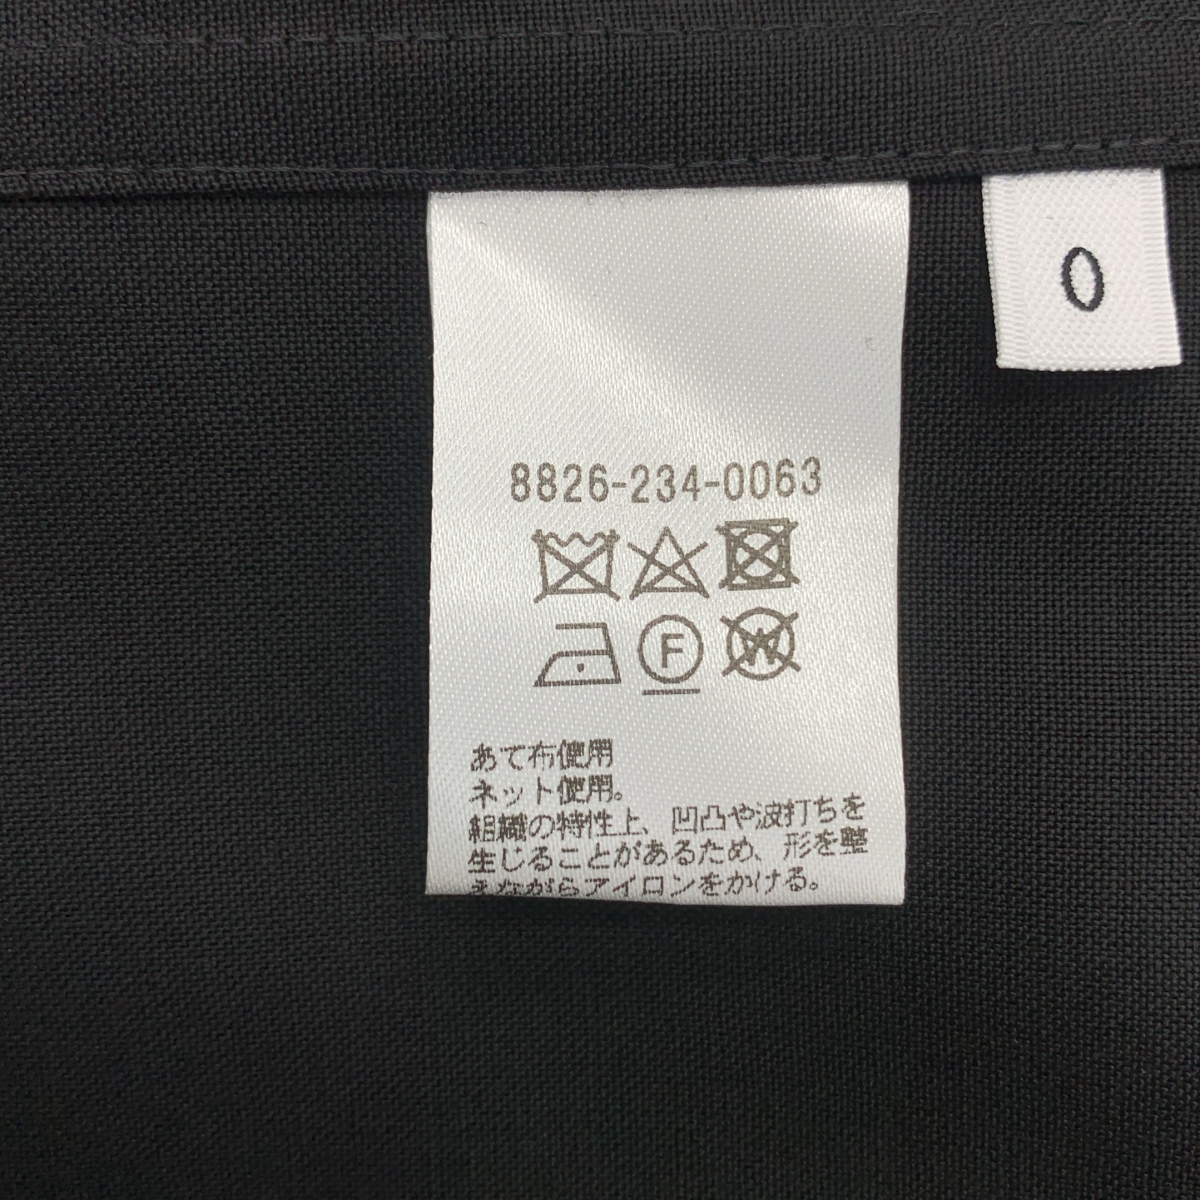 0
8826-234-0063
F
W
あて布使用
ネット使用。
組織の特性上、凹凸や波打ちを
生じることがあるため、形を整
えながらアイロンをかける。